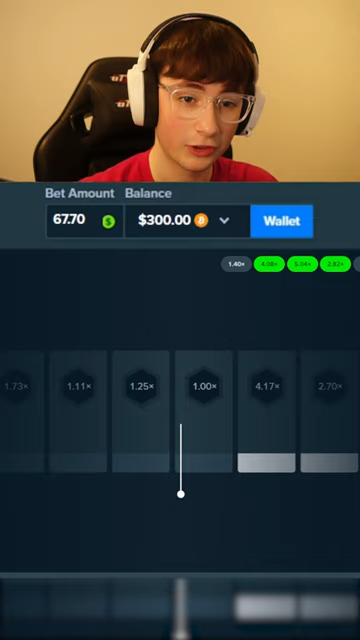 Bet Amount Balance
67.70 $ $300.00 Wallet
1.40× 4.08× 5.04× 2.82×
1.73× 1.11× 1.25× 1.00× 4.17× 2.70×